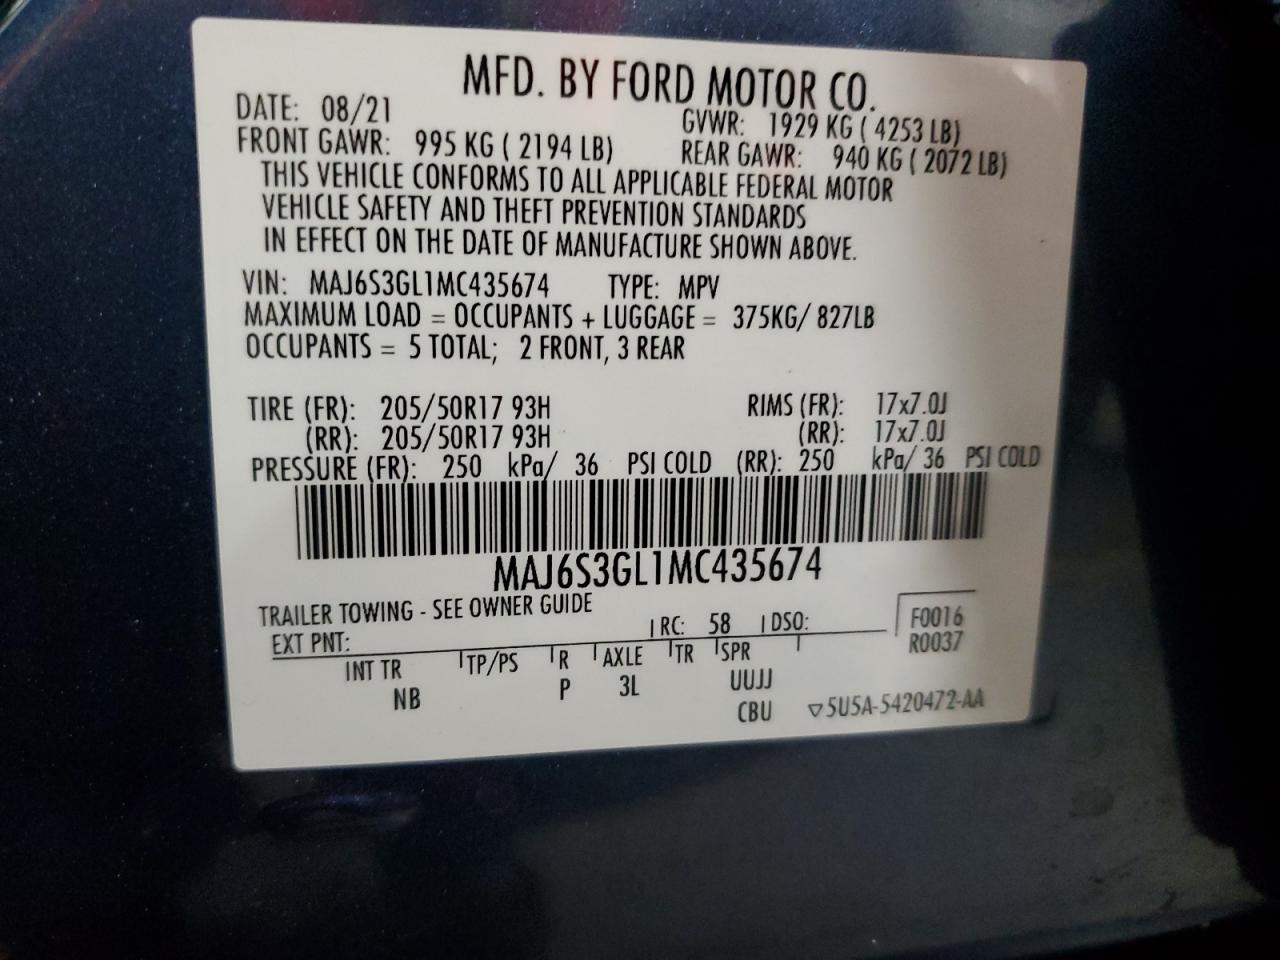 MFD. BY FORD MOTOR CO.
DATE: 08/21 GVWR: 1929 KG ( 4253 LB)
FRONT GAWR: 995 KG ( 2194 LB) REAR GAWR: 940 KG ( 2072 LB)
THIS VEHICLE CONFORMS TO ALL APPLICABLE FEDERAL MOTOR
VEHICLE SAFETY AND THEFT PREVENTION STANDARDS
IN EFFECT ON THE DATE OF MANUFACTURE SHOWN ABOVE.
VIN: MAJ6S3GL1MC435674 TYPE: MPV
MAXIMUM LOAD = OCCUPANTS + LUGGAGE = 375KG/ 827LB
OCCUPANTS = 5 TOTAL; 2 FRONT, 3 REAR
TIRE (FR): 205/50R17 93H RIMS (FR): 17x7.0J
(RR): 205/50R17 93H (RR): 17x7.0J
PRESSURE (FR): 250 kPa/ 36 PSI COLD (RR): 250 kPa/ 36 PSI COLD
MAJ6S3GL1MC435674
TRAILER TOWING - SEE OWNER GUIDE
EXT PNT: RC: 58 DSO: F0016
R0037
INT TR TP/PS R AXLE TR SPR
NB P 3L UUJJ
CBU ▽5U5A-5420472-AA